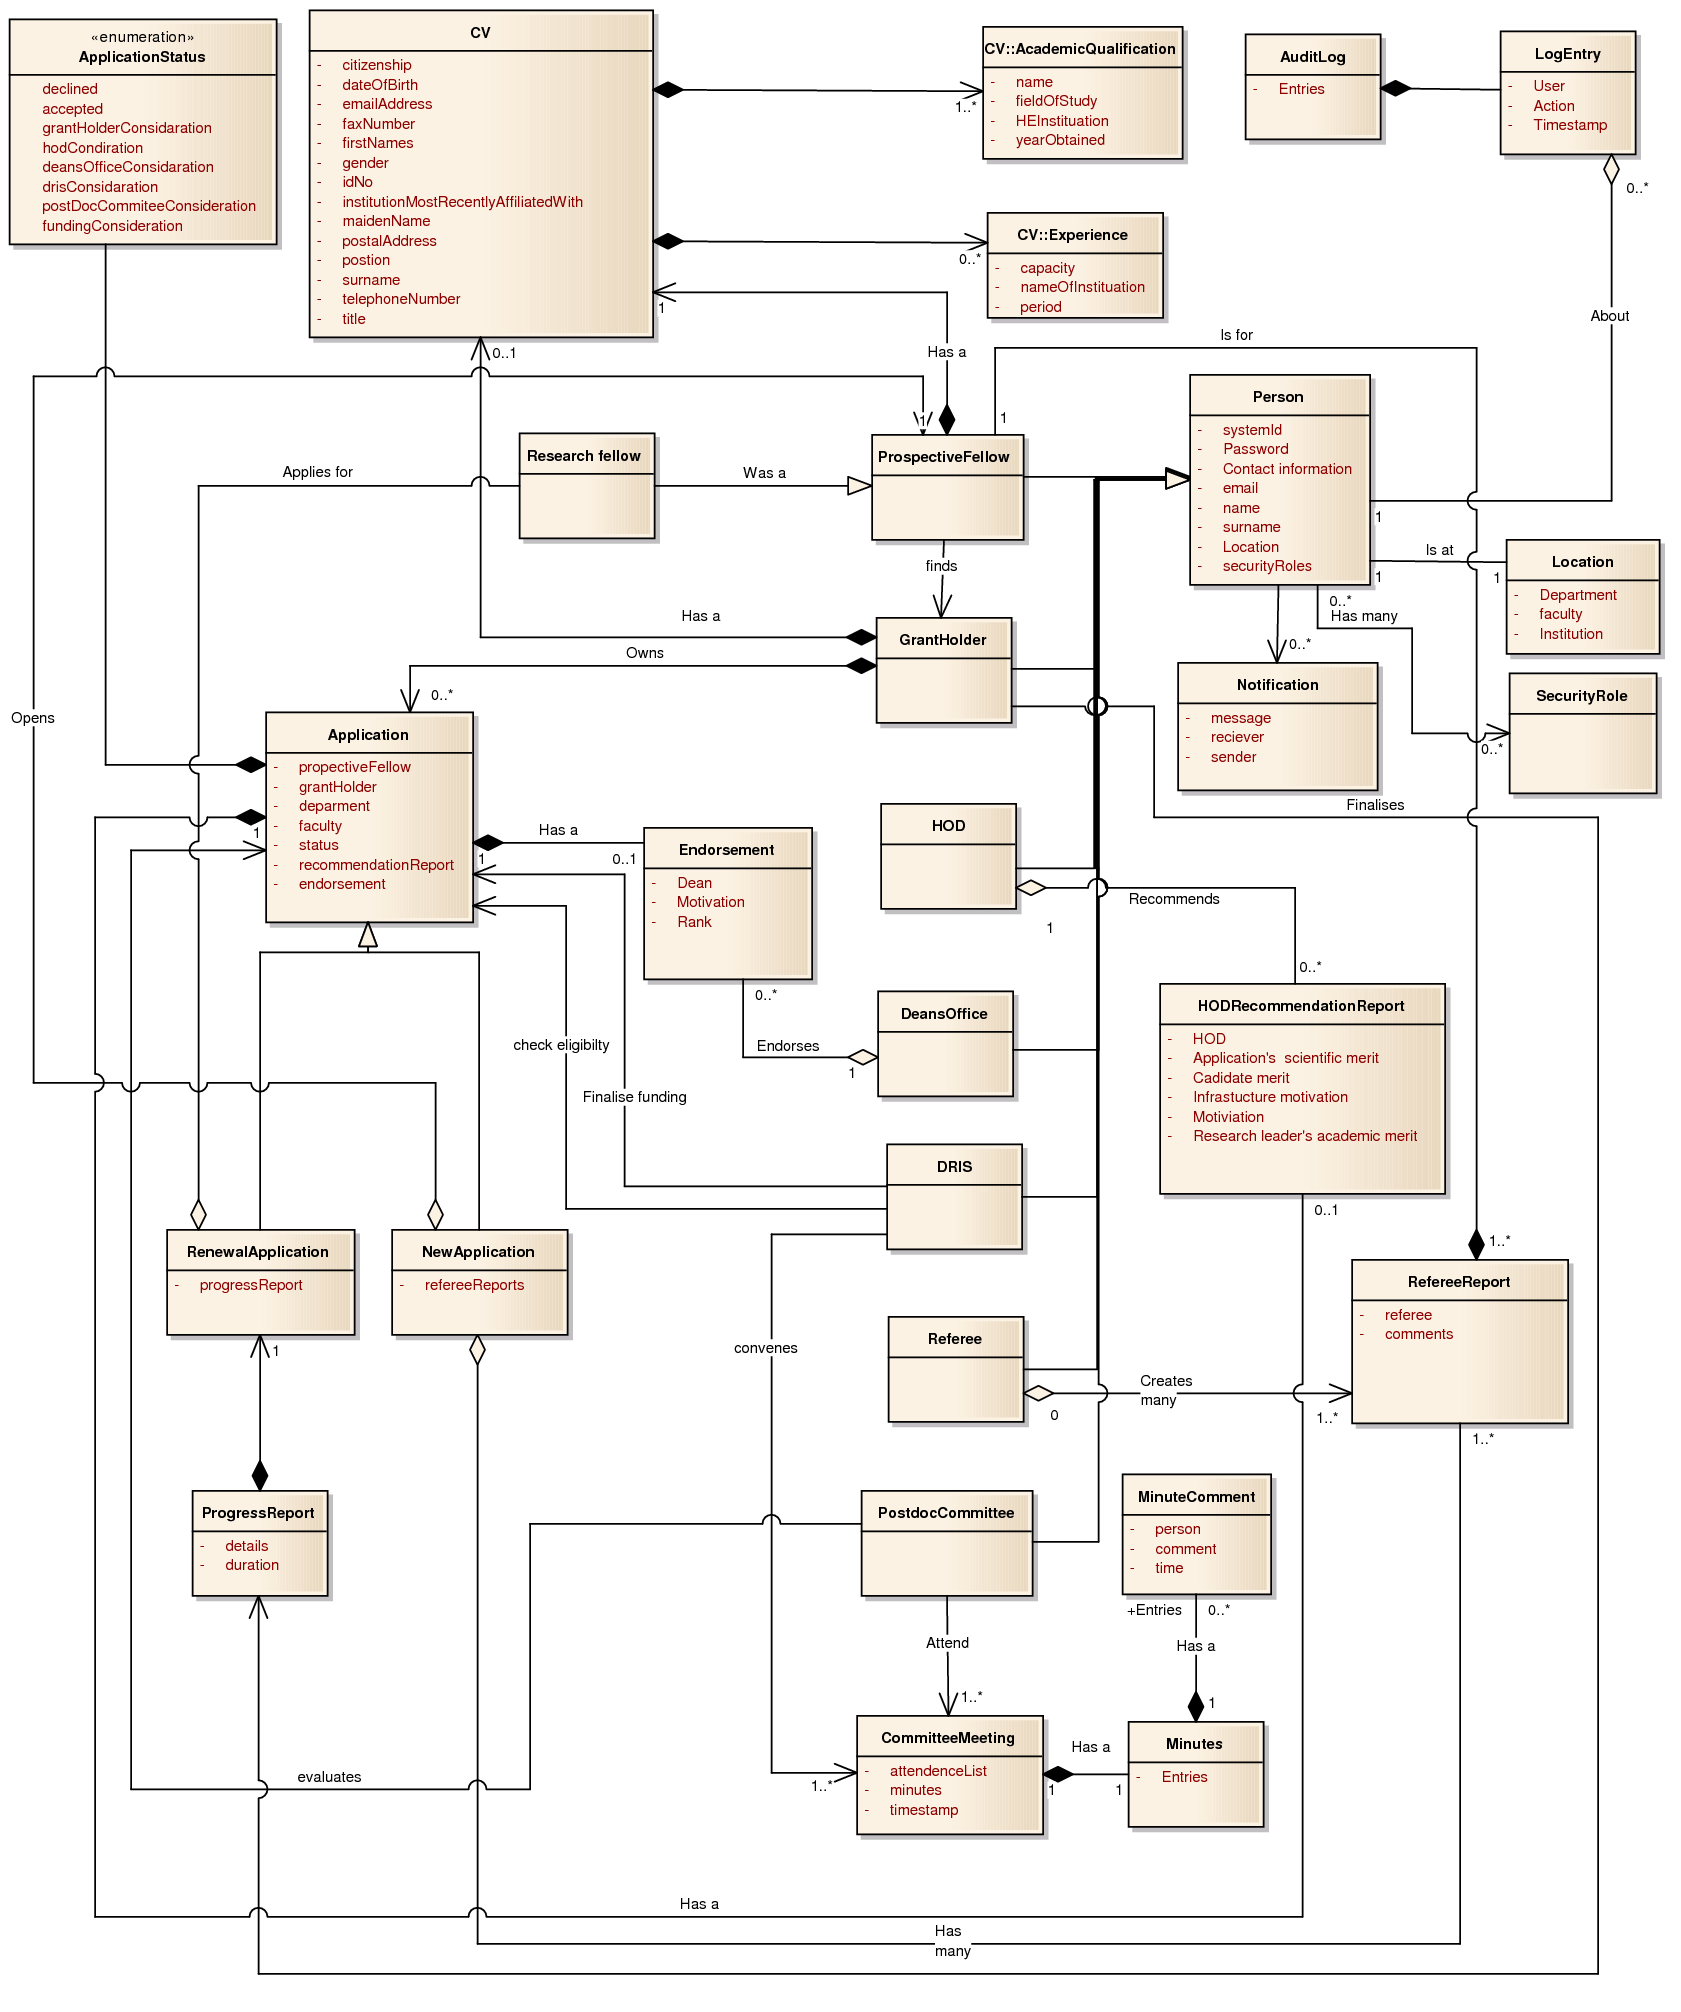 «enumeration»
ApplicationStatus
declined
accepted
grantHolderConsidaration
hodCondiration
deansOfficeConsidaration
drisConsidaration
postDocCommiteeConsideration
fundingConsideration
CV
- citizenship
- dateOfBirth
- emailAddress
- faxNumber
- firstNames
- gender
- idNo
- institutionMostRecentlyAffiliatedWith
- maidenName
- postalAddress
- postion
- surname
- telephoneNumber
- title
CV::AcademicQualification
- name
- fieldOfStudy
- HEInstituation
- yearObtained
1..*
AuditLog
- Entries
LogEntry
- User
- Action
- Timestamp
0..*
About
CV::Experience
- capacity
- nameOfInstituation
- period
0..*
1
Has a
0..1
Is for
1
1
Person
- systemId
- Password
- Contact information
- email
- name
- surname
- Location
- securityRoles
1
Is at
1
1
Location
- Department
- faculty
- Institution
Research fellow
Applies for
Was a
ProspectiveFellow
finds
0..*
Has many
0..*
Notification
- message
- reciever
- sender
SecurityRole
0..*
GrantHolder
Has a
Owns
0..*
Opens
Finalises
Application
- propectiveFellow
- grantHolder
- deparment
- faculty
- status
- recommendationReport
- endorsement
1
Has a
1
0..1
Endorsement
- Dean
- Motivation
- Rank
0..*
HOD
Recommends
1
0..*
DeansOffice
Endorses
1
HODRecommendationReport
- HOD
- Application's scientific merit
- Cadidate merit
- Infrastucture motivation
- Motiviation
- Research leader's academic merit
0..1
check eligibilty
Finalise funding
DRIS
RenewalApplication
- progressReport
1
NewApplication
- refereeReports
convenes
Referee
Creates
many
0
1..*
1..*
RefereeReport
- referee
- comments
1..*
ProgressReport
- details
- duration
PostdocCommittee
MinuteComment
- person
- comment
- time
+Entries
0..*
Has a
1
Attend
1..*
CommitteeMeeting
- attendenceList
- minutes
- timestamp
1..*
Has a
1
1
Minutes
- Entries
evaluates
Has a
Has
many